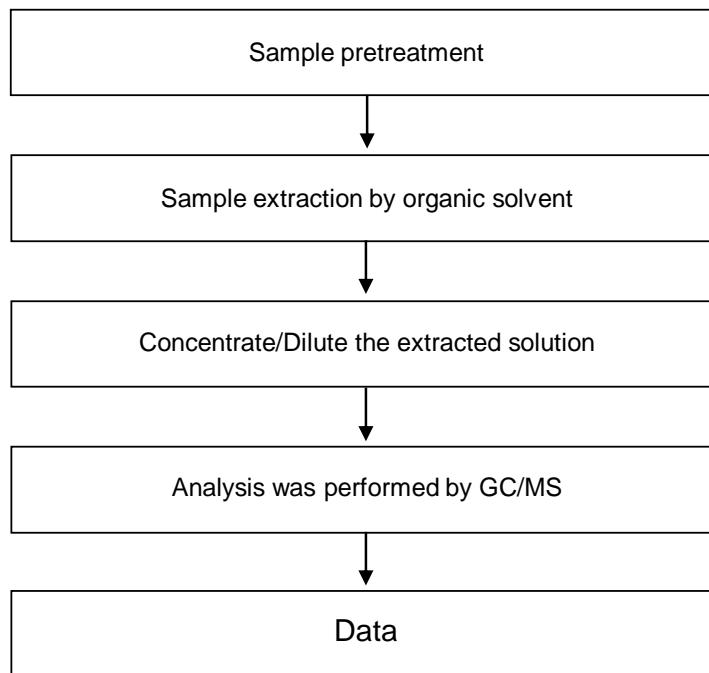 Sample pretreatment
Sample extraction by organic solvent
Concentrate/Dilute the extracted solution
Analysis was performed by GC/MS
Data